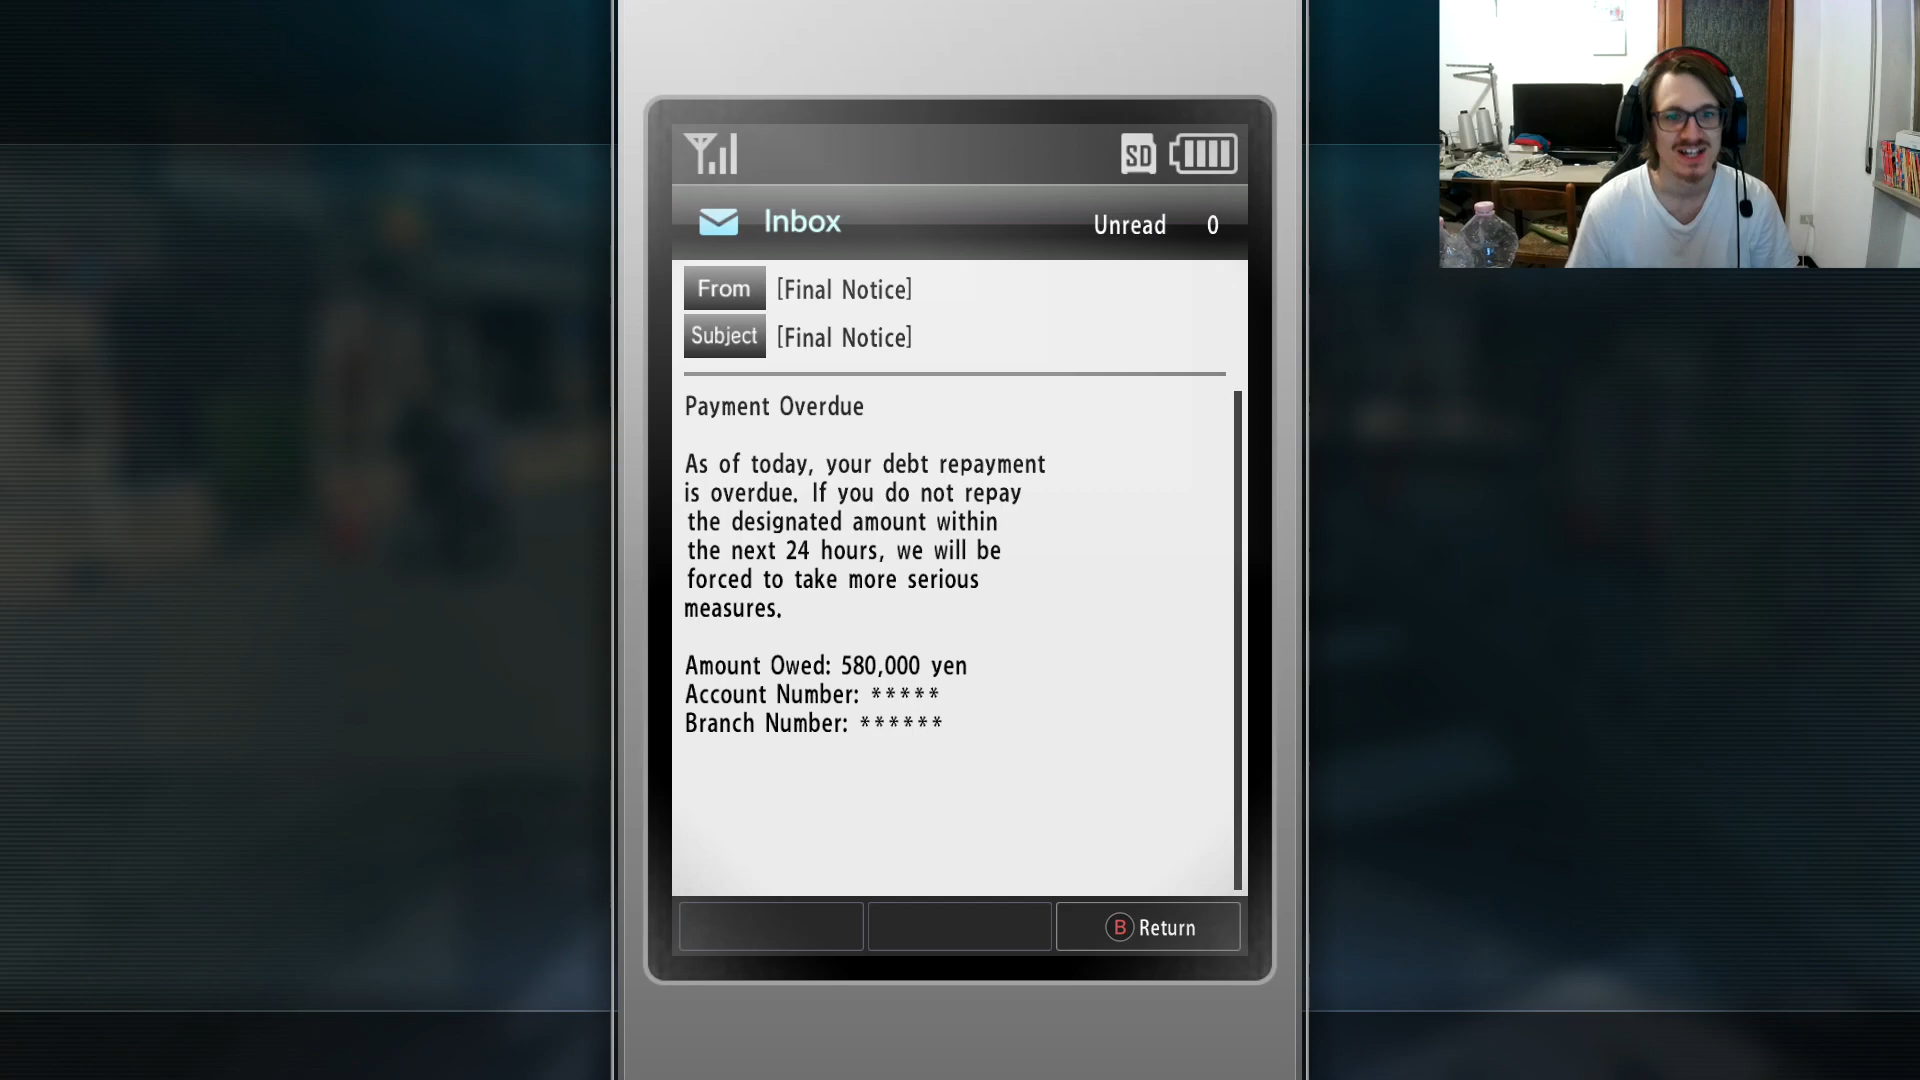 SD
Inbox Unread 0
From [Final Notice]
Subject [Final Notice]
Payment Overdue
As of today, your debt repayment
is overdue. If you do not repay
the designated amount within
the next 24 hours, we will be
forced to take more serious
measures.
Amount Owed: 580,000 yen
Account Number: *****
Branch Number: ******
B Return